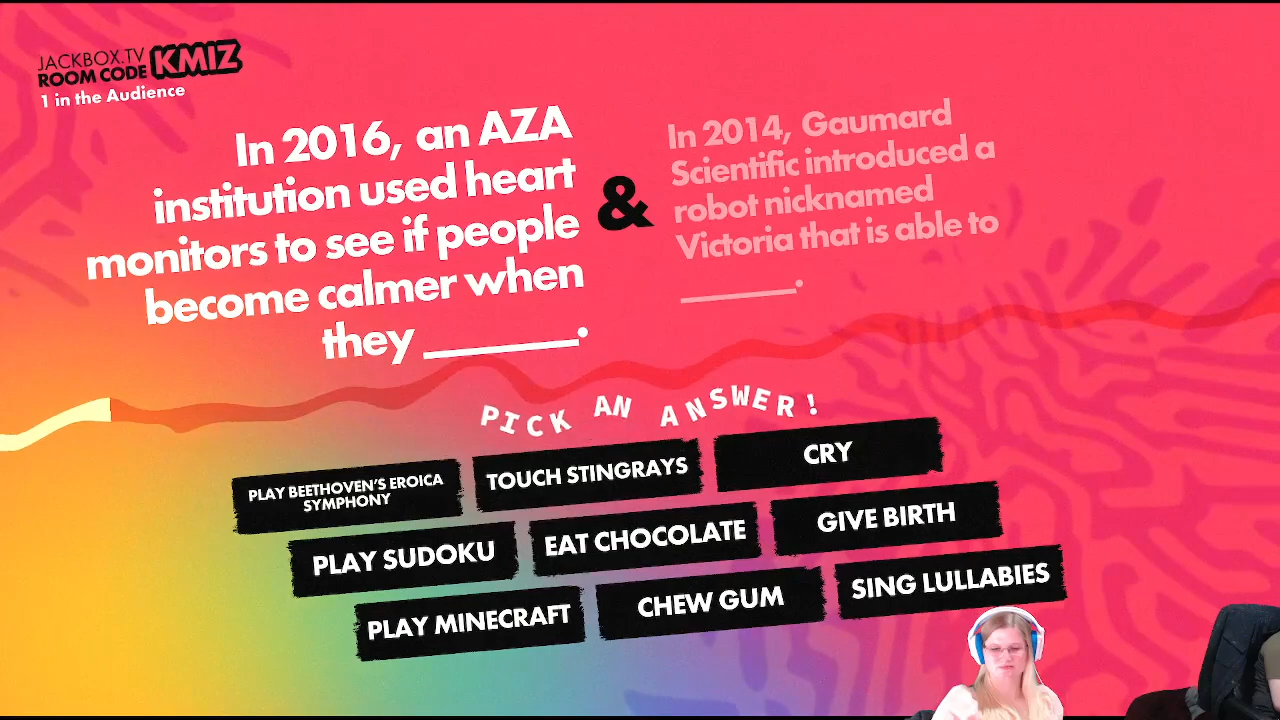 JACKBOX.TV
ROOM CODE KMIZ
1 in the Audience
In 2016, an AZA
institution used heart
monitors to see if people
become calmer when
they ______.
&
In 2014, Gaumard
Scientific introduced a
robot nicknamed
Victoria that is able to
______.
PICK AN ANSWER!
PLAY BEETHOVEN'S EROICA
SYMPHONY
TOUCH STINGRAYS
CRY
PLAY SUDOKU
EAT CHOCOLATE
GIVE BIRTH
PLAY MINECRAFT
CHEW GUM
SING LULLABIES